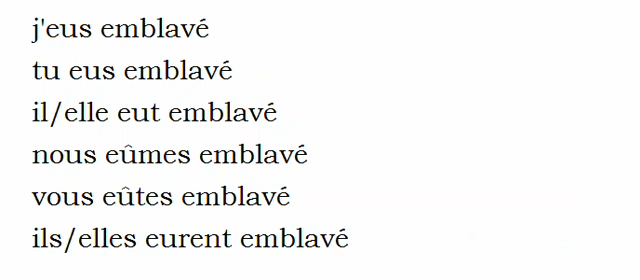 j'eus emblavé
tu eus emblavé
il/elle eut emblavé
nous eûmes emblavé
vous eûtes emblavé
ils/elles eurent emblavé